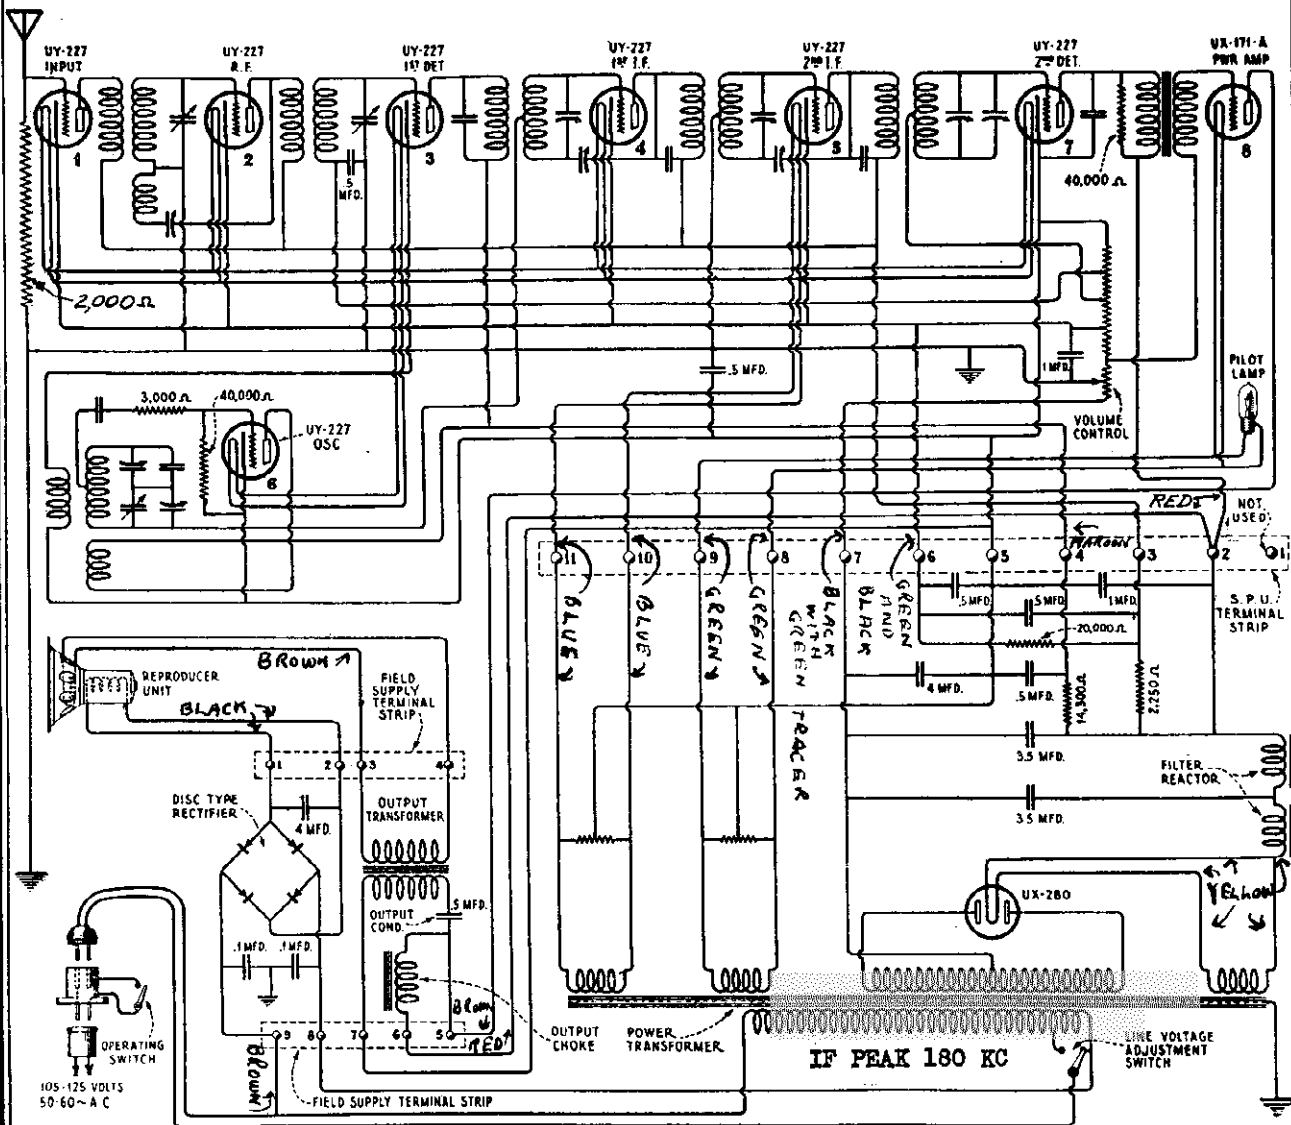 UY-227
INPUT
UY-227
R.F.
UY-227
1ST DET
UY-227
1ST I.F.
UY-227
2ND I.F.
UY-227
2ND DET.
UX-171-A
PWR AMP
1
2
3
4
5
7
8
.5
MFD.
40,000 Ω
2,000 Ω
.5 MFD.
1 MFD.
PILOT
LAMP
VOLUME
CONTROL
3,000 Ω
40,000 Ω
UY-227
OSC
6
RED
NOT
USED
MAROON
11
10
9
8
7
6
5
4
3
2
1
S.P.U.
TERMINAL
STRIP
BLUE
BLUE
GREEN
GREEN
BLACK
WITH
GREEN TRACER
BLACK
AND
GREEN
.5 MFD.
.5 MFD.
1 MFD.
20,000 Ω
4 MFD.
.5 MFD.
14,300 Ω
2,250 Ω
3.5 MFD.
3.5 MFD.
FILTER
REACTOR
BROWN
REPRODUCER
UNIT
BLACK
FIELD
SUPPLY
TERMINAL
STRIP
1
2
3
4
DISC TYPE
RECTIFIER
4 MFD.
OUTPUT
TRANSFORMER
OUTPUT
COND.
.5 MFD.
.1 MFD.
.1 MFD.
UX-280
YELLOW
9
8
7
6
5
BROWN
RED
BROWN
OUTPUT
CHOKE
POWER
TRANSFORMER
IF PEAK 180 KC
LINE VOLTAGE
ADJUSTMENT
SWITCH
OPERATING
SWITCH
105-125 VOLTS
50-60~AC
FIELD SUPPLY TERMINAL STRIP